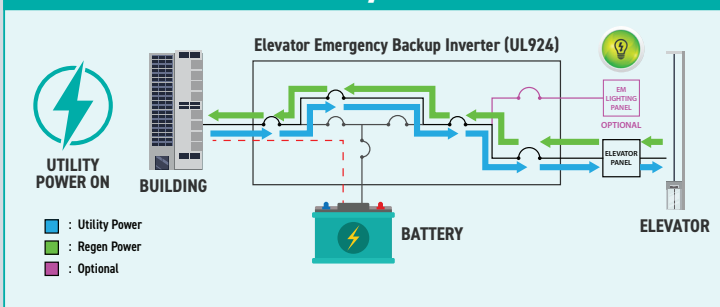 Elevator Emergency Backup Inverter (UL924)
EM
LIGHTING
PANEL
OPTIONAL
ELEVATOR
PANEL
UTILITY
POWER ON
BUILDING
ELEVATOR
BATTERY
: Utility Power
: Regen Power
: Optional